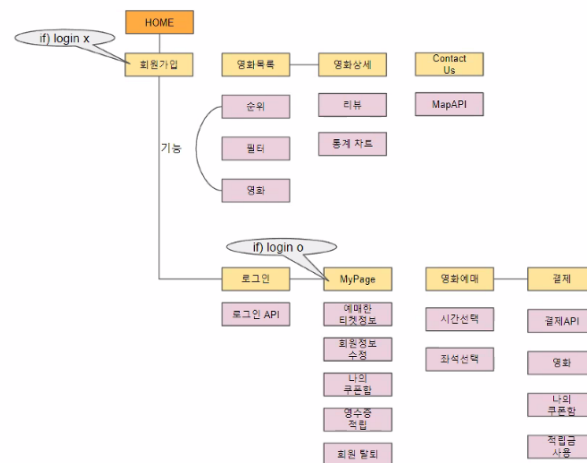 HOME
if) login x
회원가입
영화목록
영화상세
Contact
Us
순위
리뷰
MapAPI
기능
필터
통계 차트
영화
if) login o
로그인
MyPage
영화예매
결제
로그인 API
예매한
티켓정보
시간선택
결제API
회원정보
수정
좌석선택
영화
나의
쿠폰함
나의
쿠폰함
영수증
적립
적립금
사용
회원 탈퇴